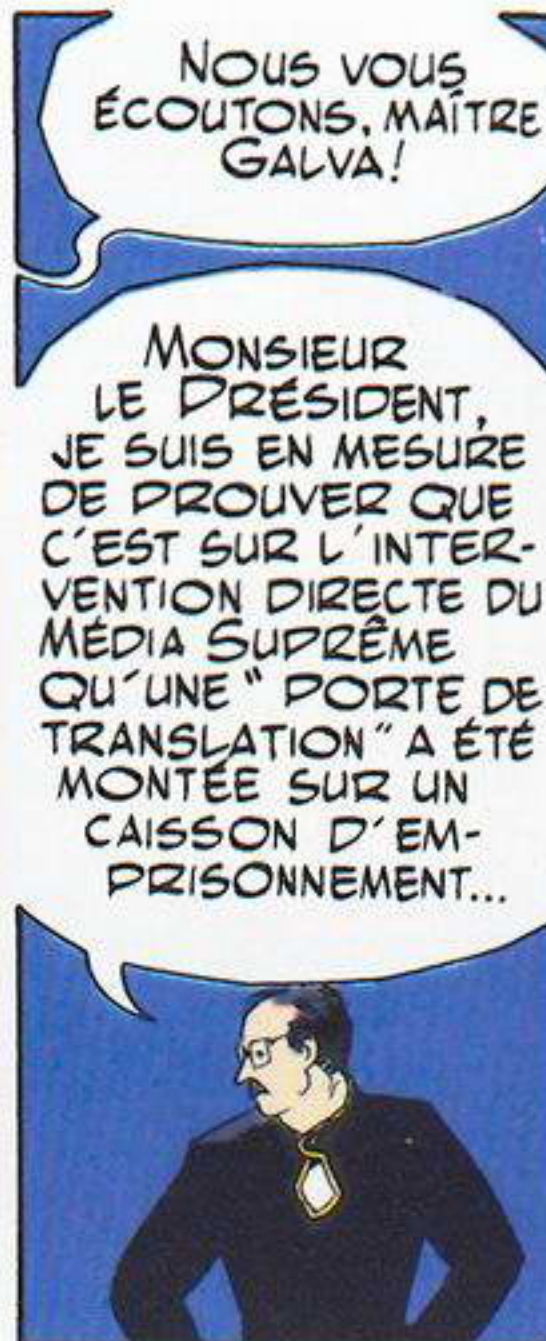 NOUS VOUS
ÉCOUTONS, MAÎTRE
GALVA!
MONSIEUR
LE PRÉSIDENT,
JE SUIS EN MESURE
DE PROUVER QUE
C'EST SUR L'INTER-
VENTION DIRECTE DU
MÉDIA SUPRÊME
QU'UNE "PORTE DE
TRANSLATION" A ÉTÉ
MONTÉE SUR UN
CAISSON D'EM-
PRISONNEMENT...